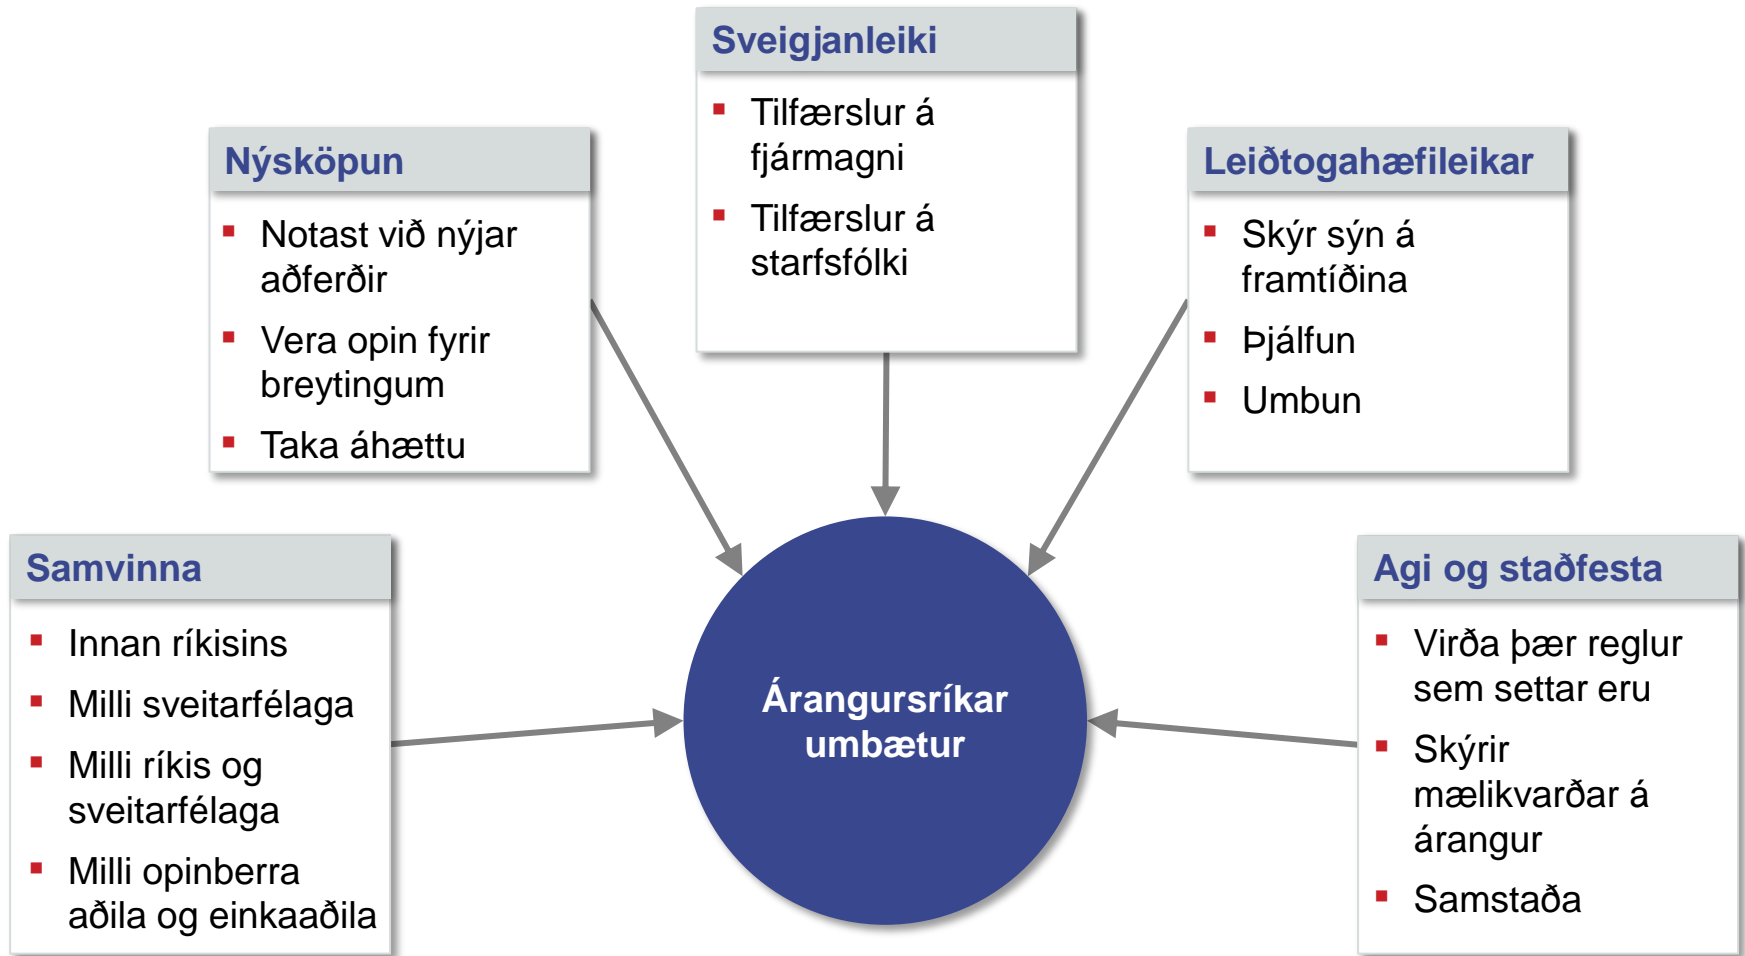 Sveigjanleiki
Tilfærslur á
fjármagni
Tilfærslur á
starfsfólki
Nýsköpun
Notast við nýjar
aðferðir
Vera opin fyrir
breytingum
Taka áhættu
Leiðtogahæfileikar
Skýr sýn á
framtíðina
Þjálfun
Umbun
Samvinna
Innan ríkisins
Milli sveitarfélaga
Milli ríkis og
sveitarfélaga
Milli opinberra
aðila og einkaaðila
Árangursríkar
umbætur
Agi og staðfesta
Virða þær reglur
sem settar eru
Skýrir
mælikvarðar á
árangur
Samstaða